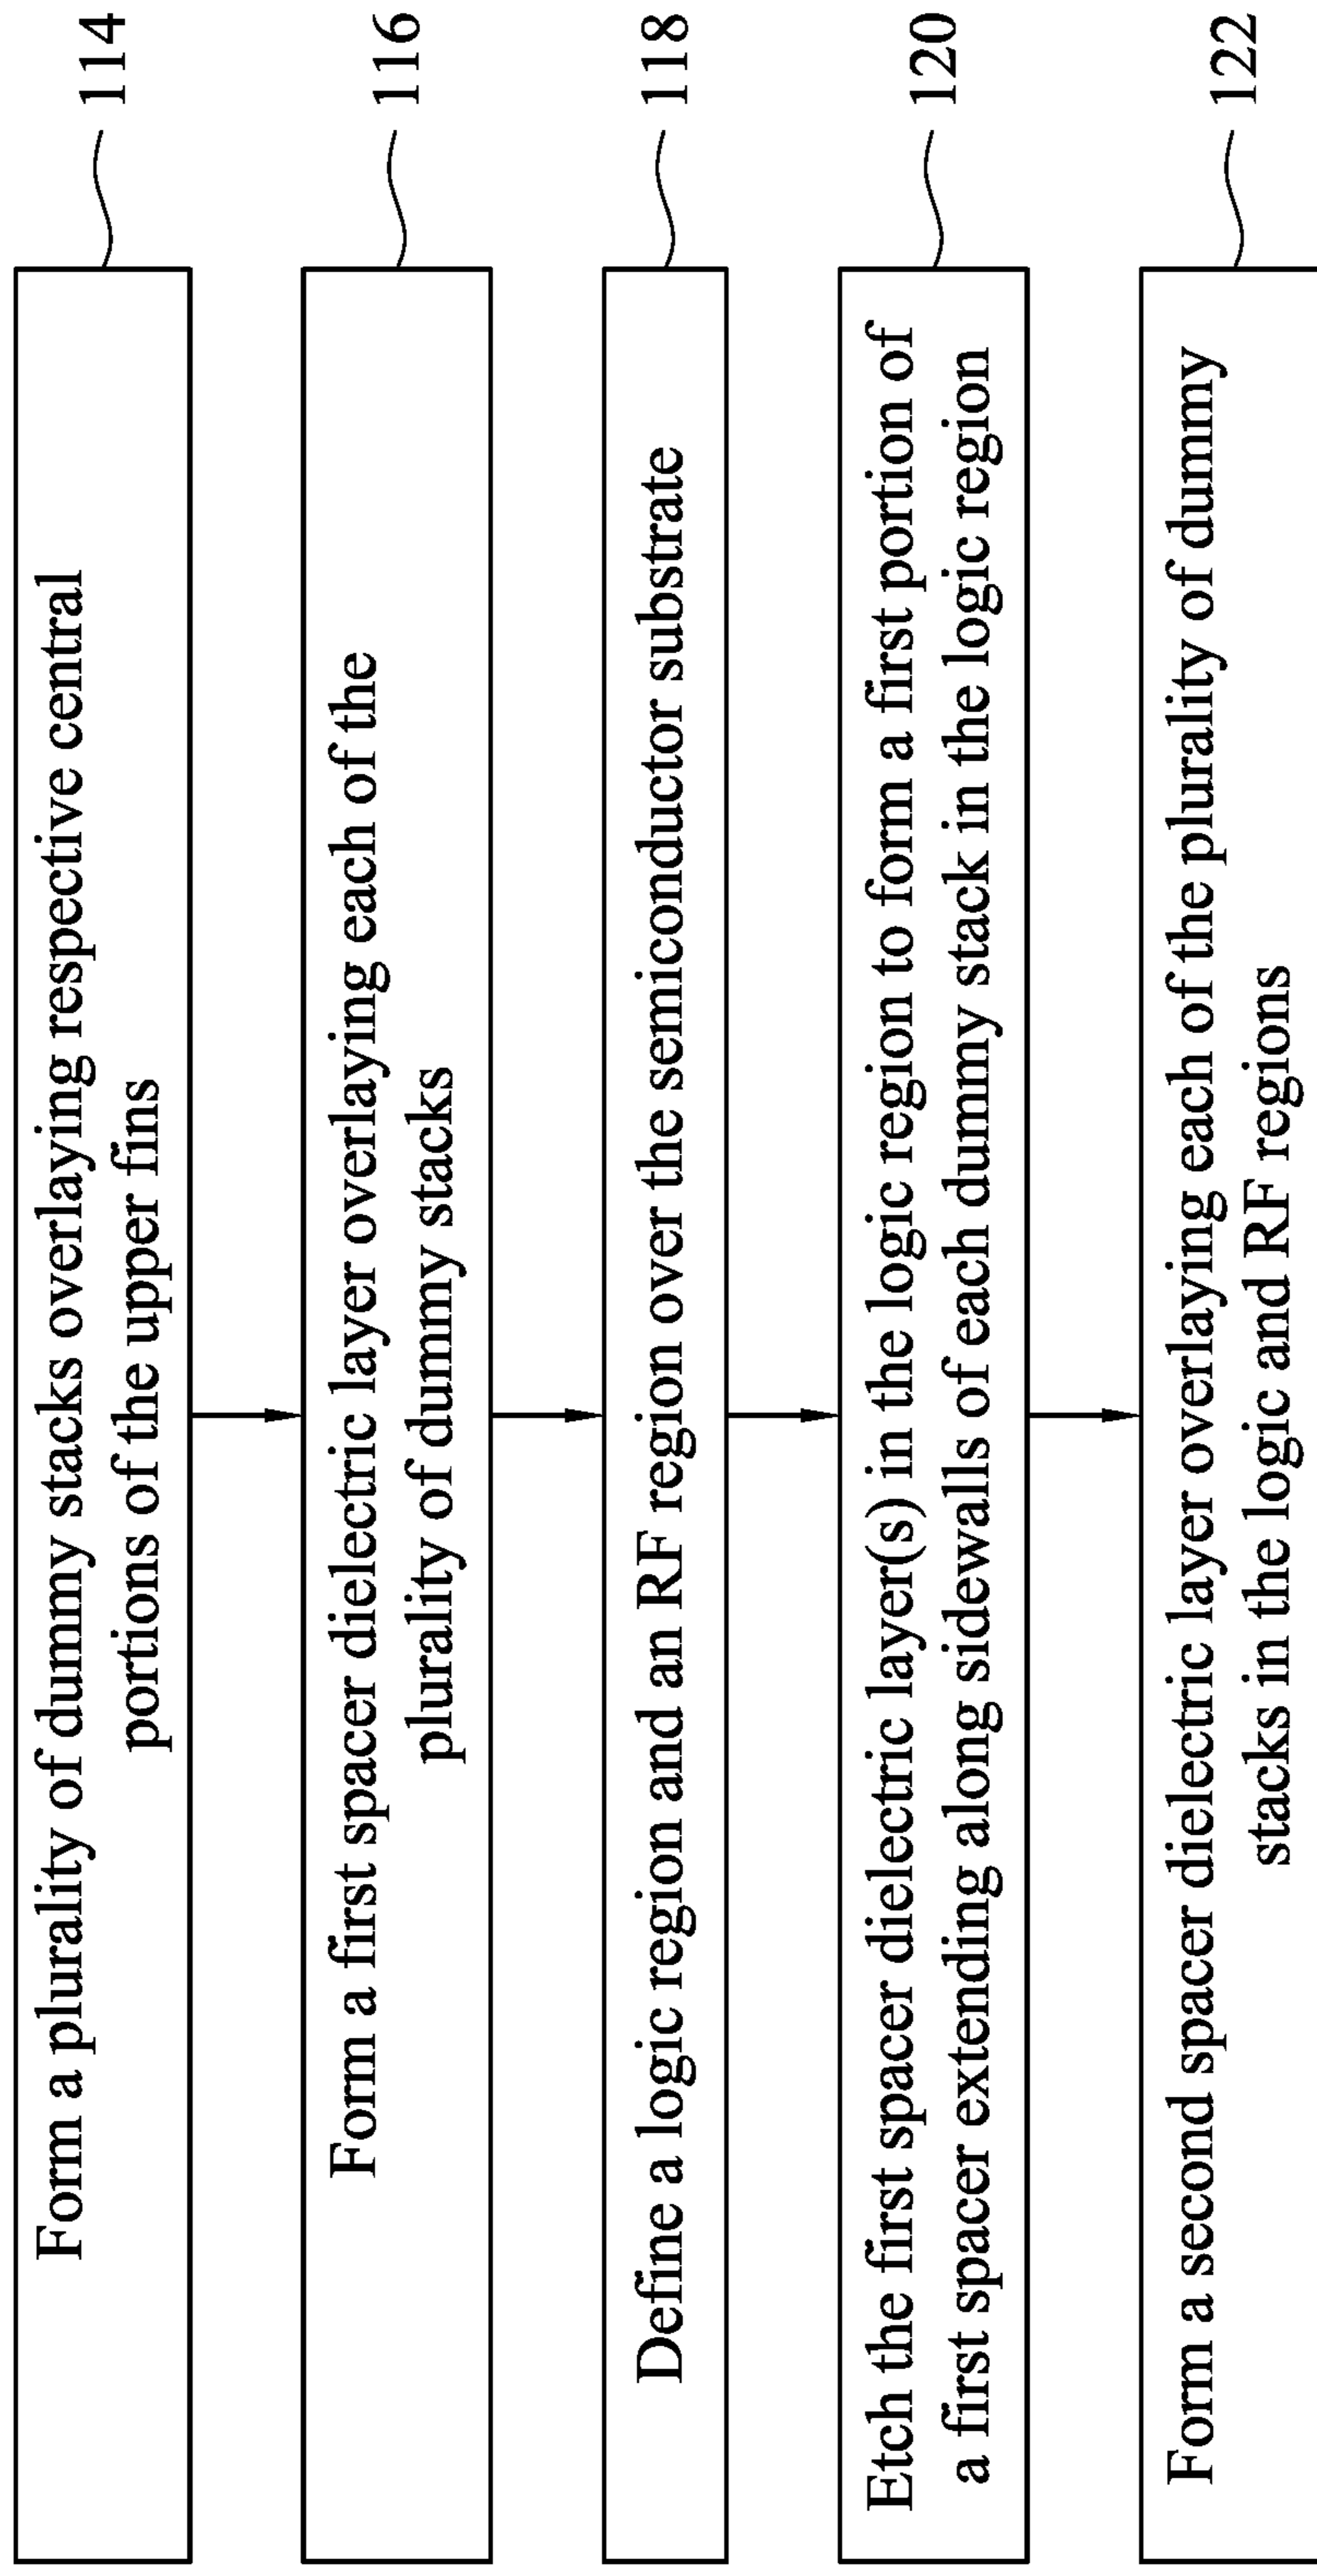 Form a plurality of dummy stacks overlaying respective central
portions of the upper fins
114
Form a first spacer dielectric layer overlaying each of the
plurality of dummy stacks
116
Define a logic region and an RF region over the semiconductor substrate
118
Etch the first spacer dielectric layer(s) in the logic region to form a first portion of
a first spacer extending along sidewalls of each dummy stack in the logic region
120
Form a second spacer dielectric layer overlaying each of the plurality of dummy
stacks in the logic and RF regions
122